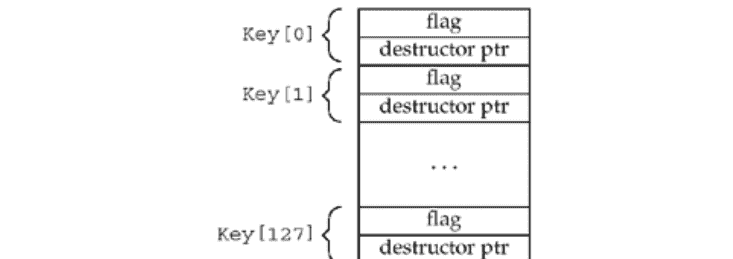 Key[0]
flag
destructor ptr
Key[1]
flag
destructor ptr
...
Key[127]
flag
destructor ptr